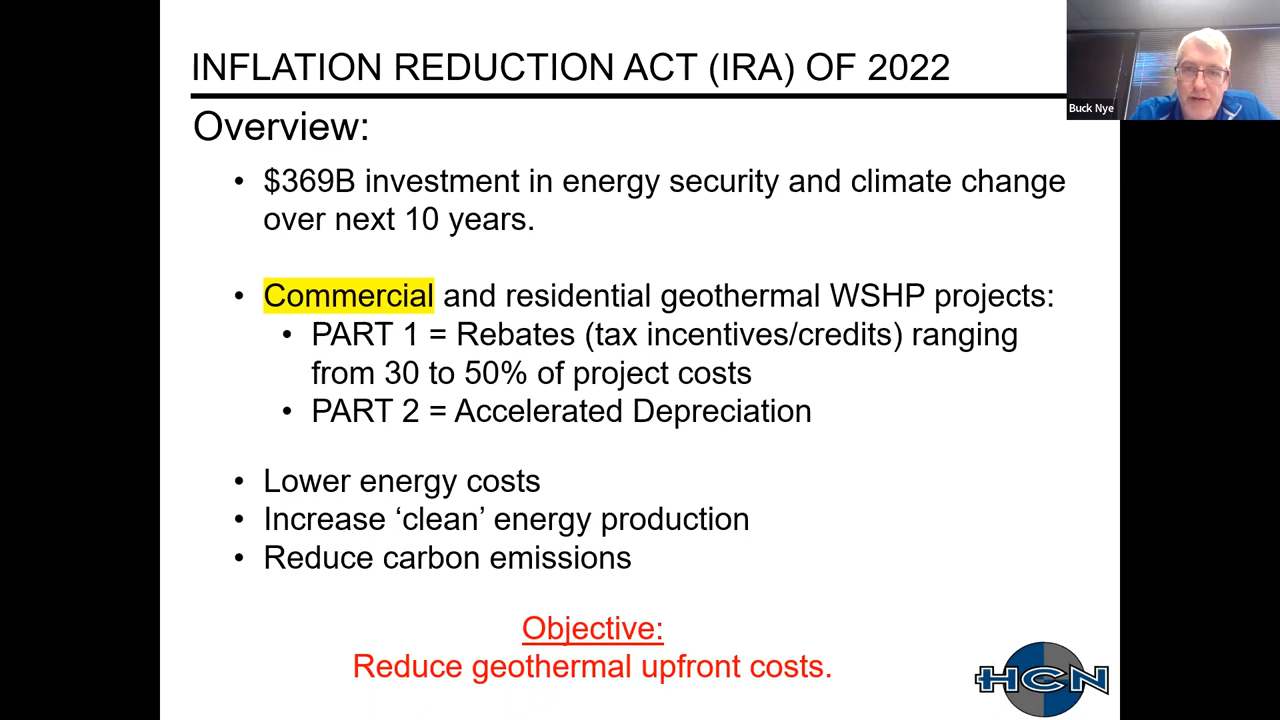 INFLATION REDUCTION ACT (IRA) OF 2022
Buck Nye
Overview:
• $369B investment in energy security and climate change
over next 10 years.
• Commercial and residential geothermal WSHP projects:
• PART 1 = Rebates (tax incentives/credits) ranging
from 30 to 50% of project costs
• PART 2 = Accelerated Depreciation
• Lower energy costs
• Increase ‘clean’ energy production
• Reduce carbon emissions
Objective:
Reduce geothermal upfront costs.
HCN